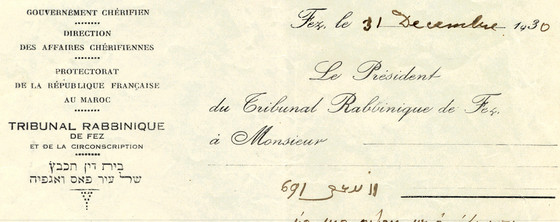 GOUVERNEMENT CHÉRIFIEN
DIRECTION
DES AFFAIRES CHÉRIFIENNES
PROTECTORAT
DE LA RÉPUBLIQUE FRANÇAISE
AU MAROC
TRIBUNAL RABBINIQUE
DE FEZ
ET DE LA CIRCONSCRIPTION
בית דין הכבץ
של עיר פאס ואגפיה
Fez, le 31 Decembre 1930
Le Président
du Tribunal Rabbinique de Fez.
à Monsieur
691